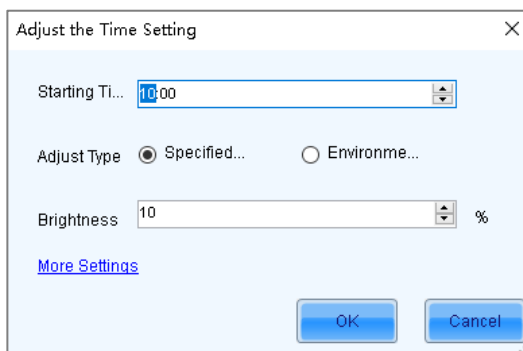 Adjust the Time Setting
Starting Ti... 10:00
Adjust Type Specified... Environme...
Brightness 10 %
More Settings
OK Cancel